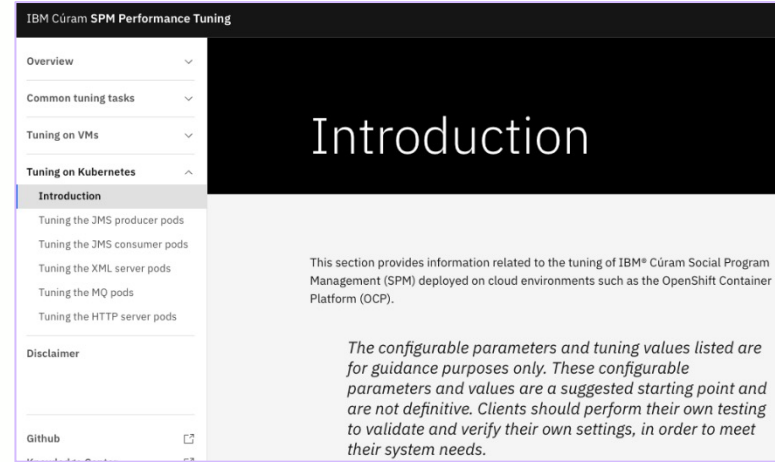 IBM Cúram SPM Performance Tuning
Overview
Common tuning tasks
Tuning on VMs
Tuning on Kubernetes
Introduction
Tuning the JMS producer pods
Tuning the JMS consumer pods
Tuning the XML server pods
Tuning the MQ pods
Tuning the HTTP server pods
Disclaimer
Github
Introduction
This section provides information related to the tuning of IBM® Cúram Social Program
Management (SPM) deployed on cloud environments such as the OpenShift Container
Platform (OCP).
The configurable parameters and tuning values listed are
for guidance purposes only. These configurable
parameters and values are a suggested starting point and
are not definitive. Clients should perform their own testing
to validate and verify their own settings, in order to meet
their system needs.